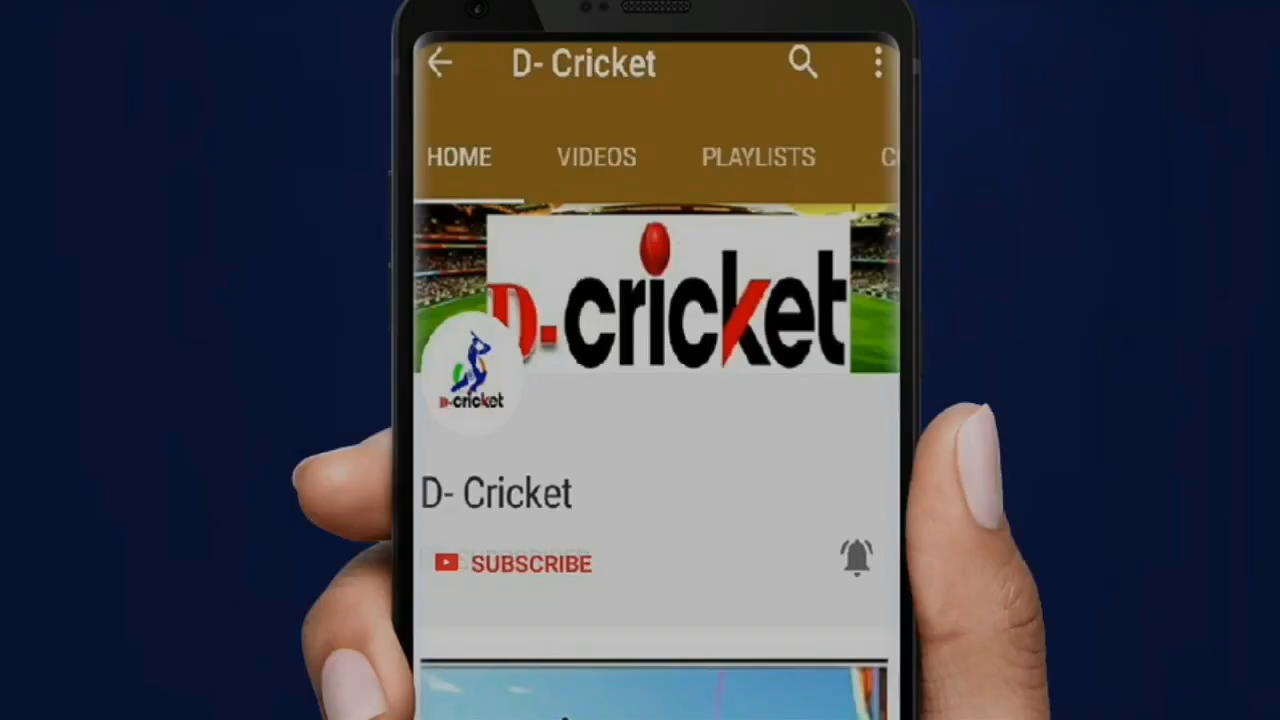 D- Cricket
HOME VIDEOS PLAYLISTS C
D-cricket
D-cricket
D- Cricket
SUBSCRIBE